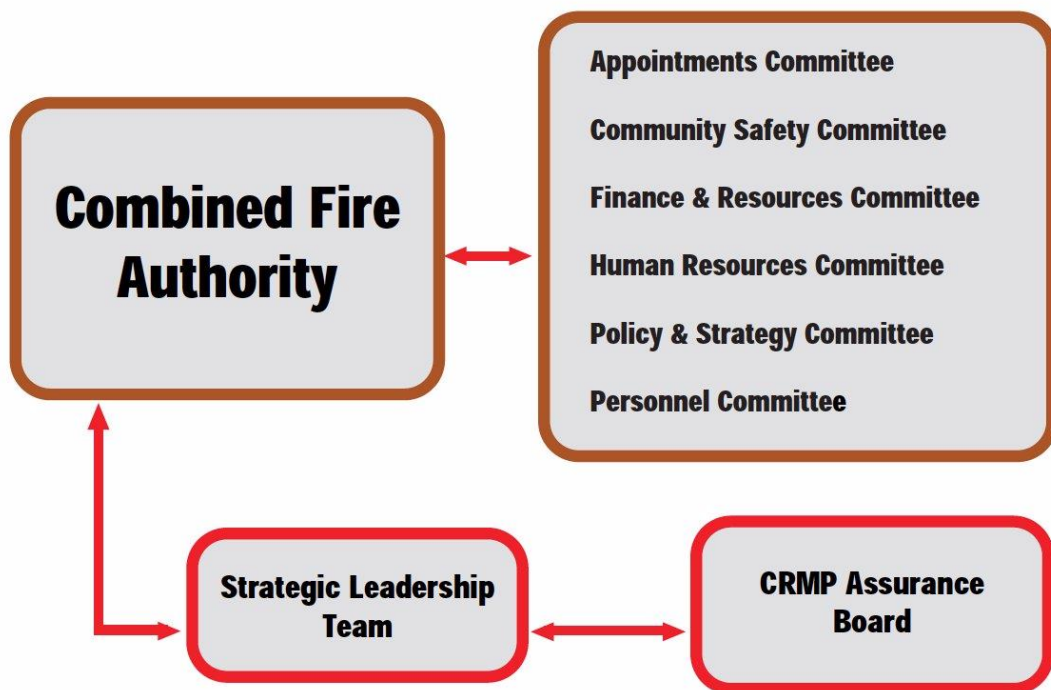 Combined Fire
Authority
Appointments Committee
Community Safety Committee
Finance & Resources Committee
Human Resources Committee
Policy & Strategy Committee
Personnel Committee
Strategic Leadership
Team
CRMP Assurance
Board